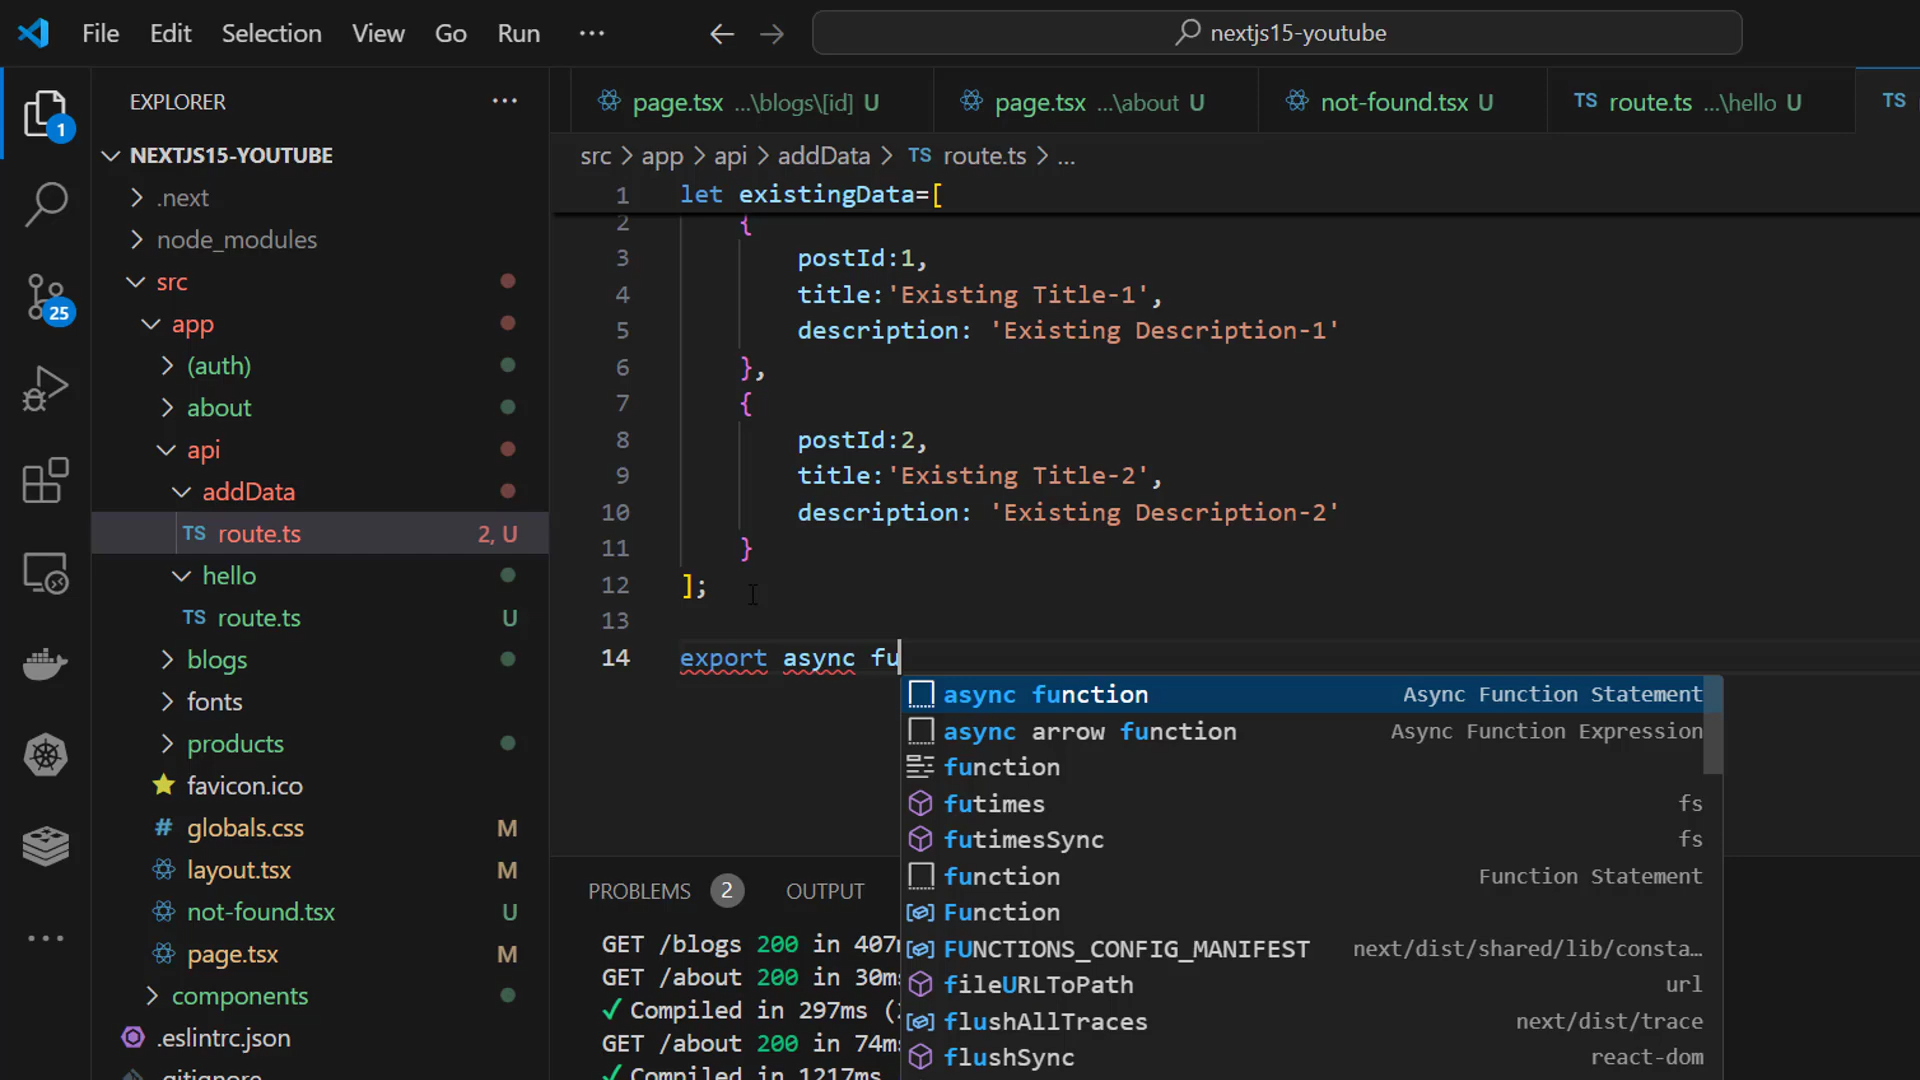 File Edit Selection View Go Run ...
nextjs15-youtube
EXPLORER ...
page.tsx ...\blogs\[id] U
page.tsx ...\about U
not-found.tsx U
TS route.ts ...\hello U
TS
NEXTJS15-YOUTUBE
.next
node_modules
src
app
(auth)
about
api
addData
TS route.ts 2, U
hello
TS route.ts U
blogs
fonts
products
favicon.ico
# globals.css M
layout.tsx M
not-found.tsx U
page.tsx M
components
.eslintrc.json
.gitignore
1
25
src > app > api > addData > TS route.ts > ...
1 let existingData=[
2 {
3 postId:1,
4 title:'Existing Title-1',
5 description: 'Existing Description-1'
6 },
7 {
8 postId:2,
9 title:'Existing Title-2',
10 description: 'Existing Description-2'
11 }
12 ];
13
14 export async fu
async function Async Function Statement
async arrow function Async Function Expression
function
futimes fs
futimesSync fs
function Function Statement
Function
FUNCTIONS_CONFIG_MANIFEST next/dist/shared/lib/consta...
fileURLToPath url
flushAllTraces next/dist/trace
flushSync react-dom
PROBLEMS 2 OUTPUT
GET /blogs 200 in 407m
GET /about 200 in 30ms
✓ Compiled in 297ms (
GET /about 200 in 74ms
✓ Compiled in 1217ms